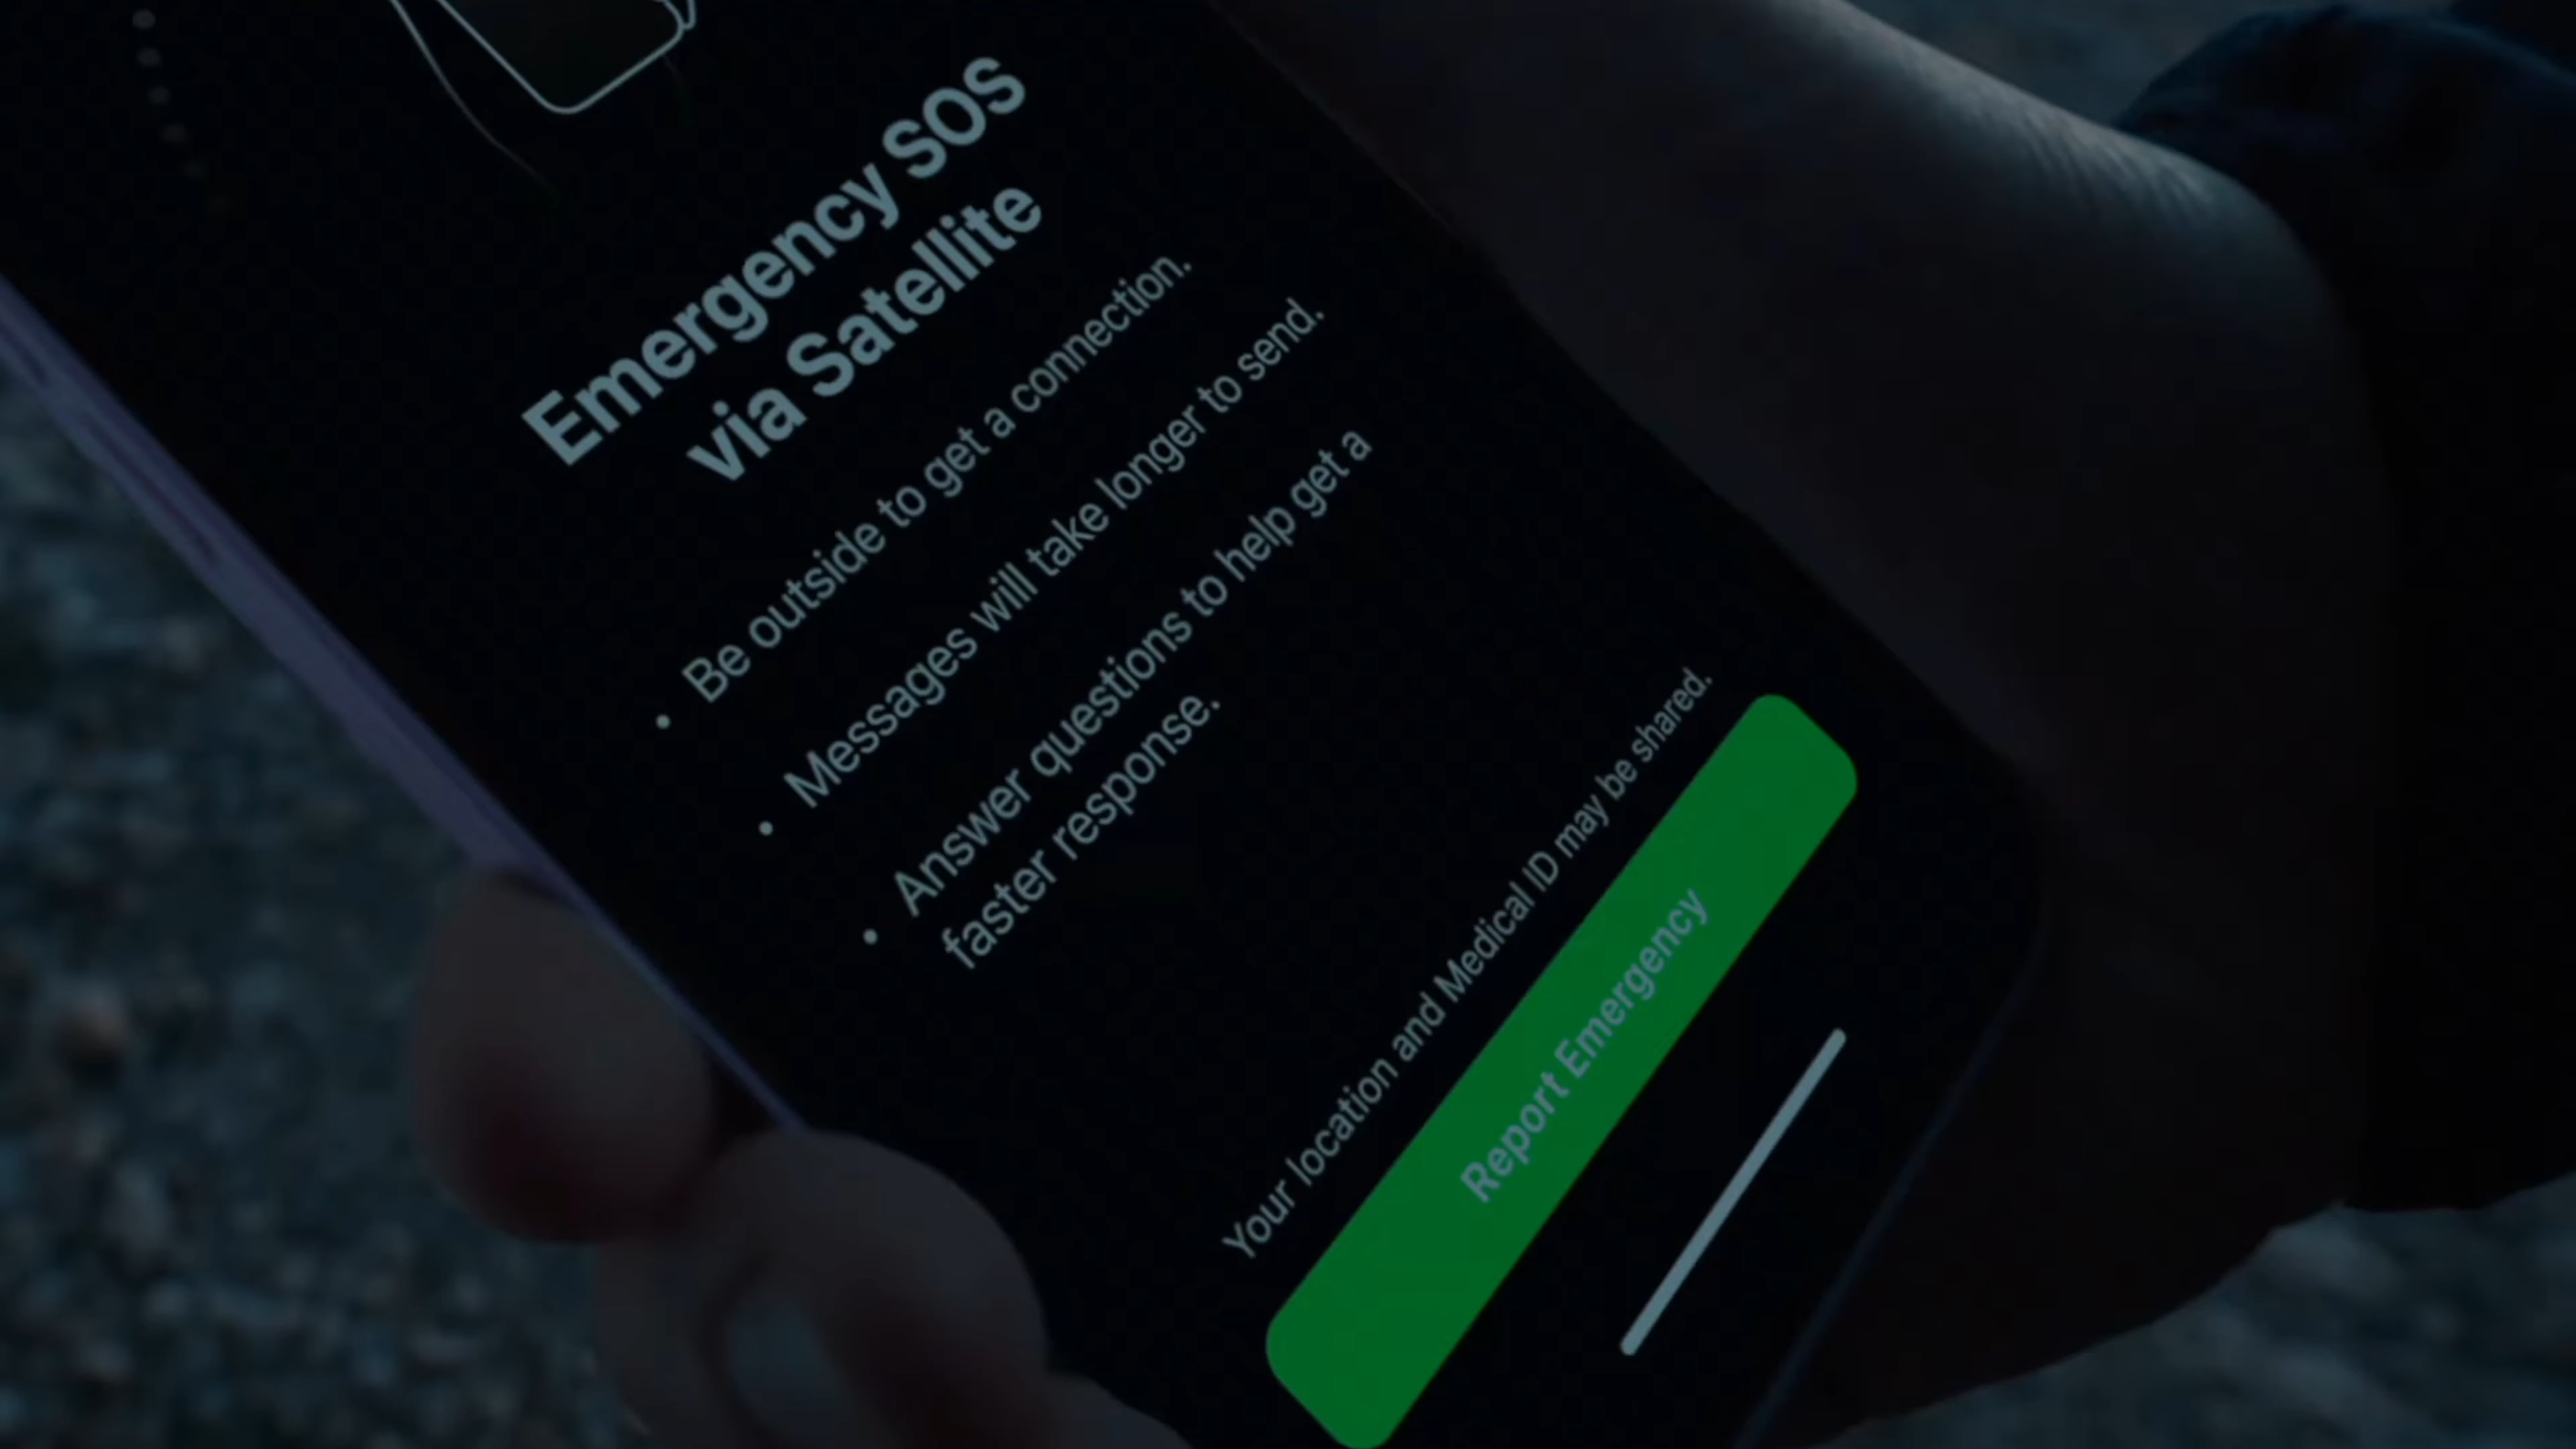 Emergency SOS
via Satellite
• Be outside to get a connection.
• Messages will take longer to send.
• Answer questions to help get a
faster response.
Your location and Medical ID may be shared.
Report Emergency